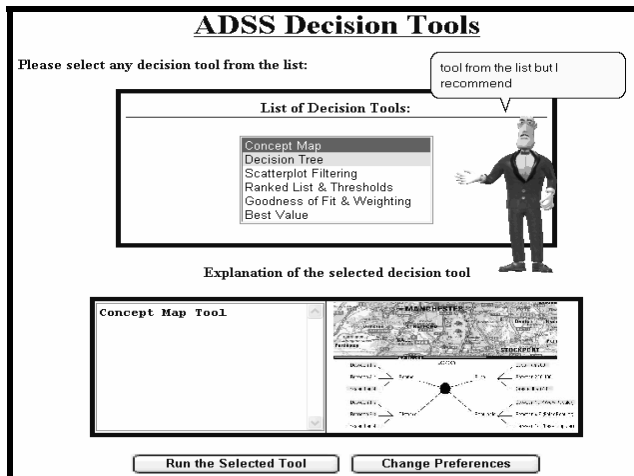 ADSS Decision Tools
Please select any decision tool from the list:
tool from the list but I
recommend
List of Decision Tools:
Concept Map
Decision Tree
Scatterplot Filtering
Ranked List & Thresholds
Goodness of Fit & Weighting
Best Value
Explanation of the selected decision tool
Concept Map Tool
MANCHESTER
STOCKPORT
Run the Selected Tool
Change Preferences